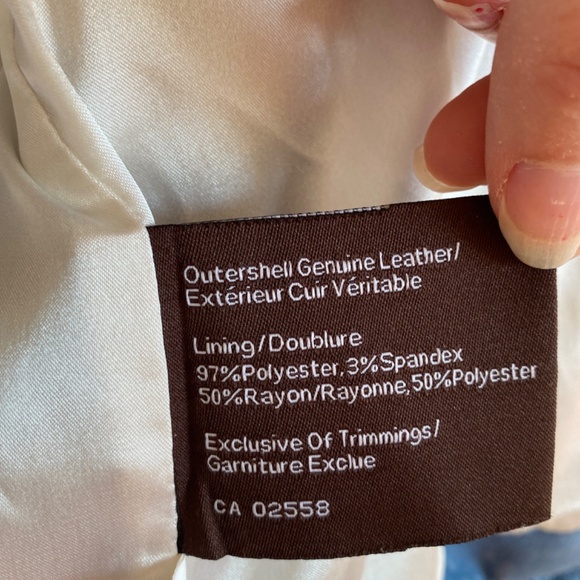 Outershell Genuine Leather/
Extérieur Cuir Véritable
Lining/Doublure
97%Polyester,3%Spandex
50%Rayon/Rayonne,50%Polyester
Exclusive Of Trimmings/
Garniture Exclue
CA 02558